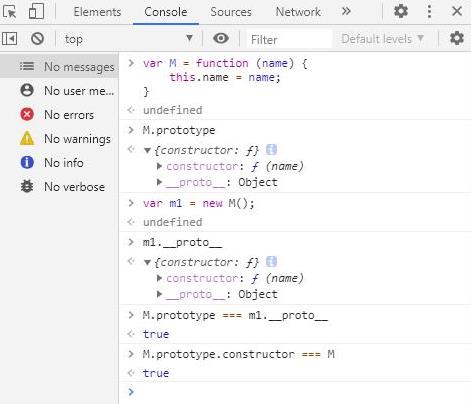 Elements Console Sources Network »
top Filter Default levels ▾
No messages
No user me...
No errors
No warnings
No info
No verbose
> var M = function (name) {
this.name = name;
}
<· undefined
> M.prototype
<· ▼{constructor: ƒ} i
▶ constructor: ƒ (name)
▶ __proto__: Object
> var m1 = new M();
<· undefined
> m1.__proto__
<· ▼{constructor: ƒ} i
▶ constructor: ƒ (name)
▶ __proto__: Object
> M.prototype === m1.__proto__
<· true
> M.prototype.constructor === M
<· true
>